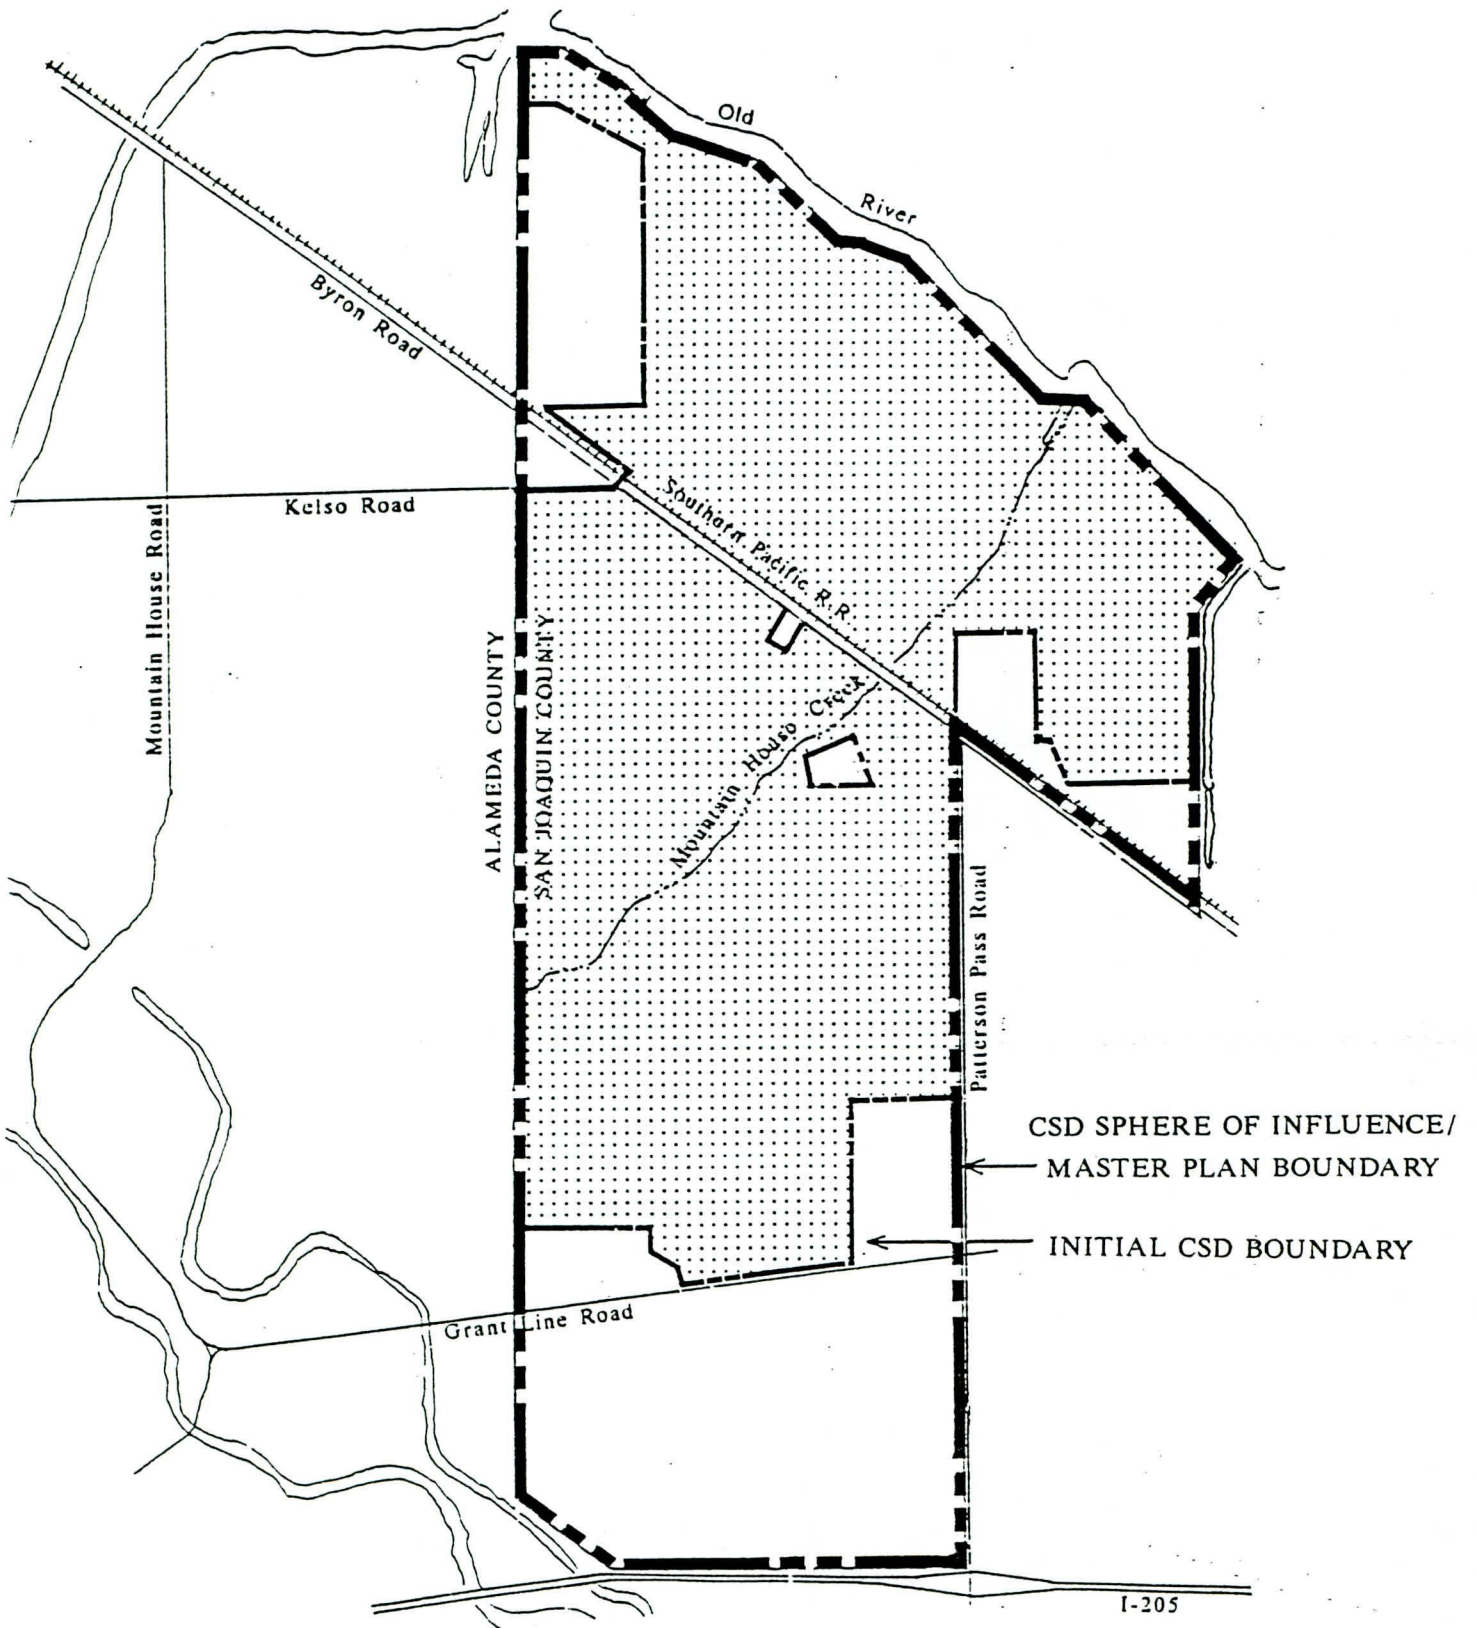 Old
River
Byron Road
Kelso Road
Southern Pacific R.R.
Mountain House Road
ALAMEDA COUNTY
SAN JOAQUIN COUNTY
Mountain House Creek
Patterson Pass Road
CSD SPHERE OF INFLUENCE/
MASTER PLAN BOUNDARY
INITIAL CSD BOUNDARY
Grant Line Road
I-205